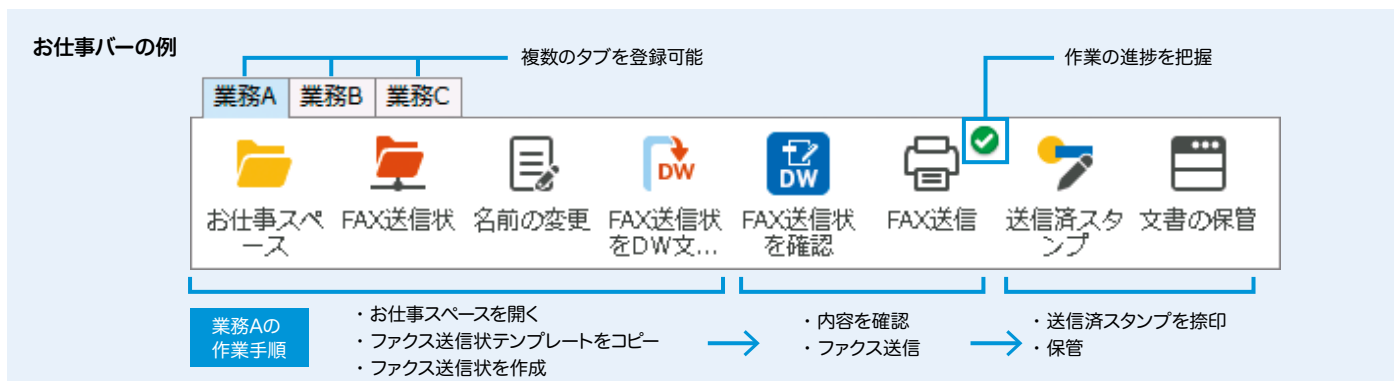 お仕事バーの例
複数のタブを登録可能
作業の進捗を把握
業務A 業務B 業務C
DW
DW
お仕事スペ
ース
FAX送信状
名前の変更
FAX送信状
をDW文...
FAX送信状
を確認
FAX送信
送信済スタ
ンプ
文書の保管
業務Aの
作業手順
・お仕事スペースを開く
・ファクス送信状テンプレートをコピー
・ファクス送信状を作成
・内容を確認
・ファクス送信
・送信済スタンプを捺印
・保管